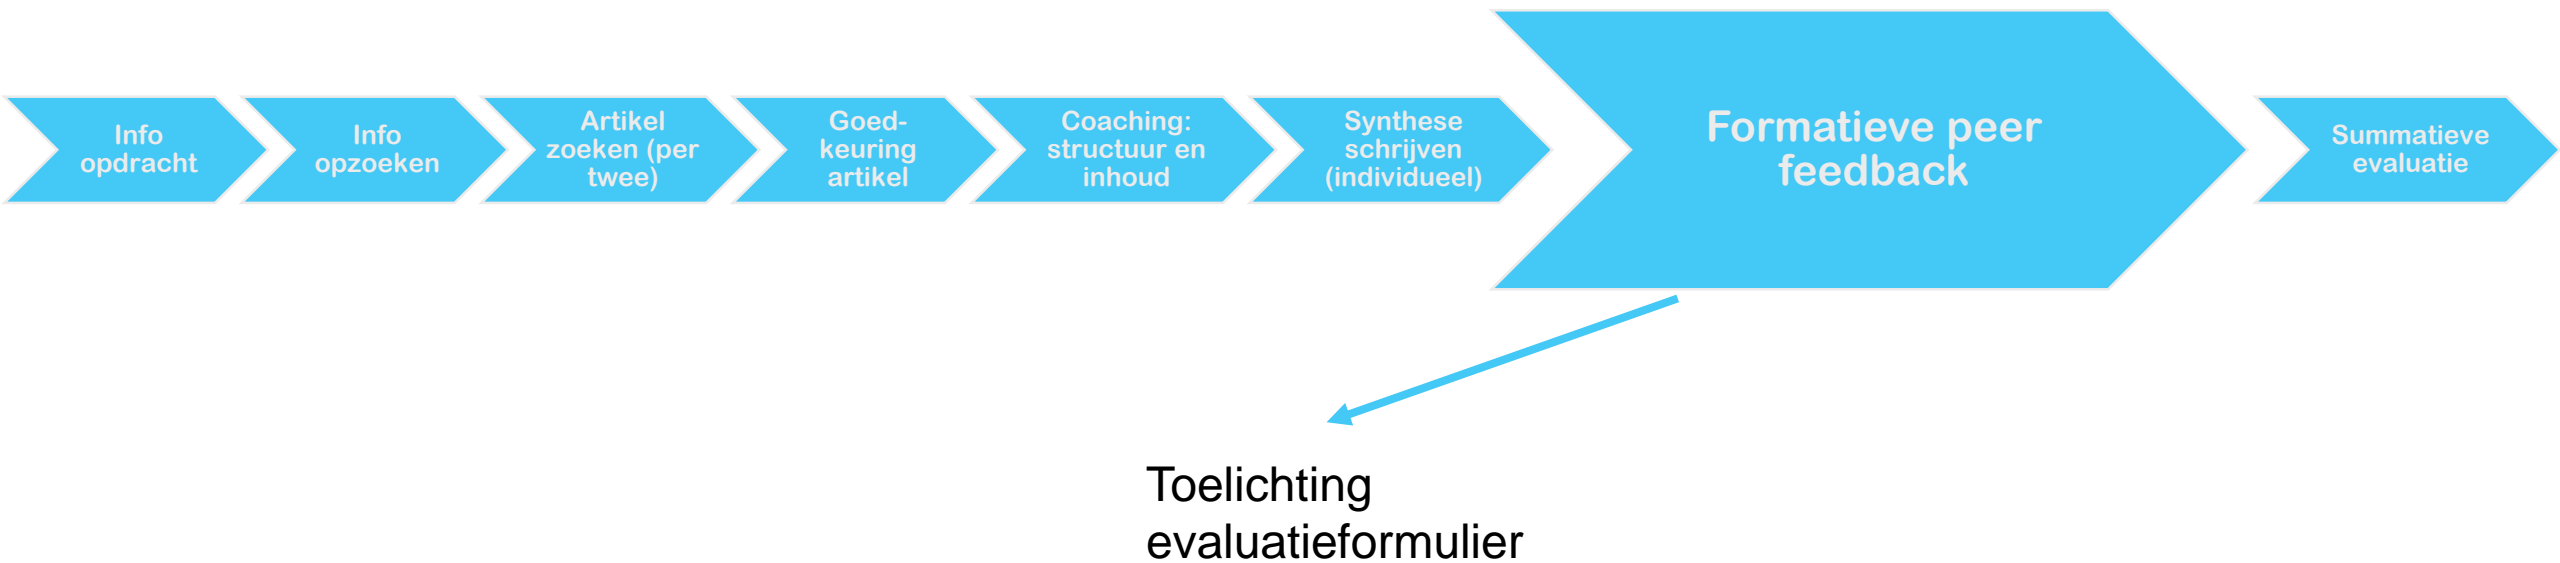 Info
opdracht
Info
opzoeken
Artikel
zoeken (per
twee)
Goed-
keuring
artikel
Coaching:
structuur en
inhoud
Synthese
schrijven
(individueel)
Formatieve peer
feedback
Summatieve
evaluatie
Toelichting
evaluatieformulier